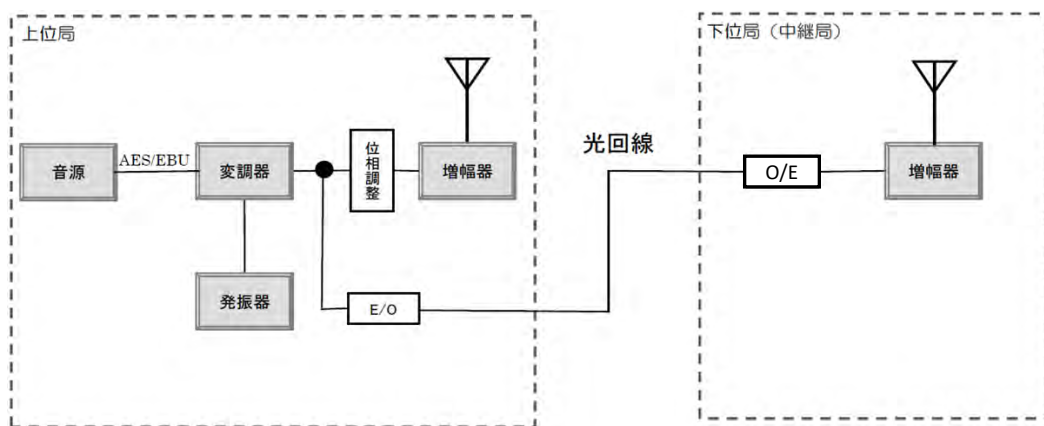 上位局
音源
AES/EBU
変調器
位相調整
増幅器
発振器
E/O
光回線
下位局（中継局）
O/E
増幅器